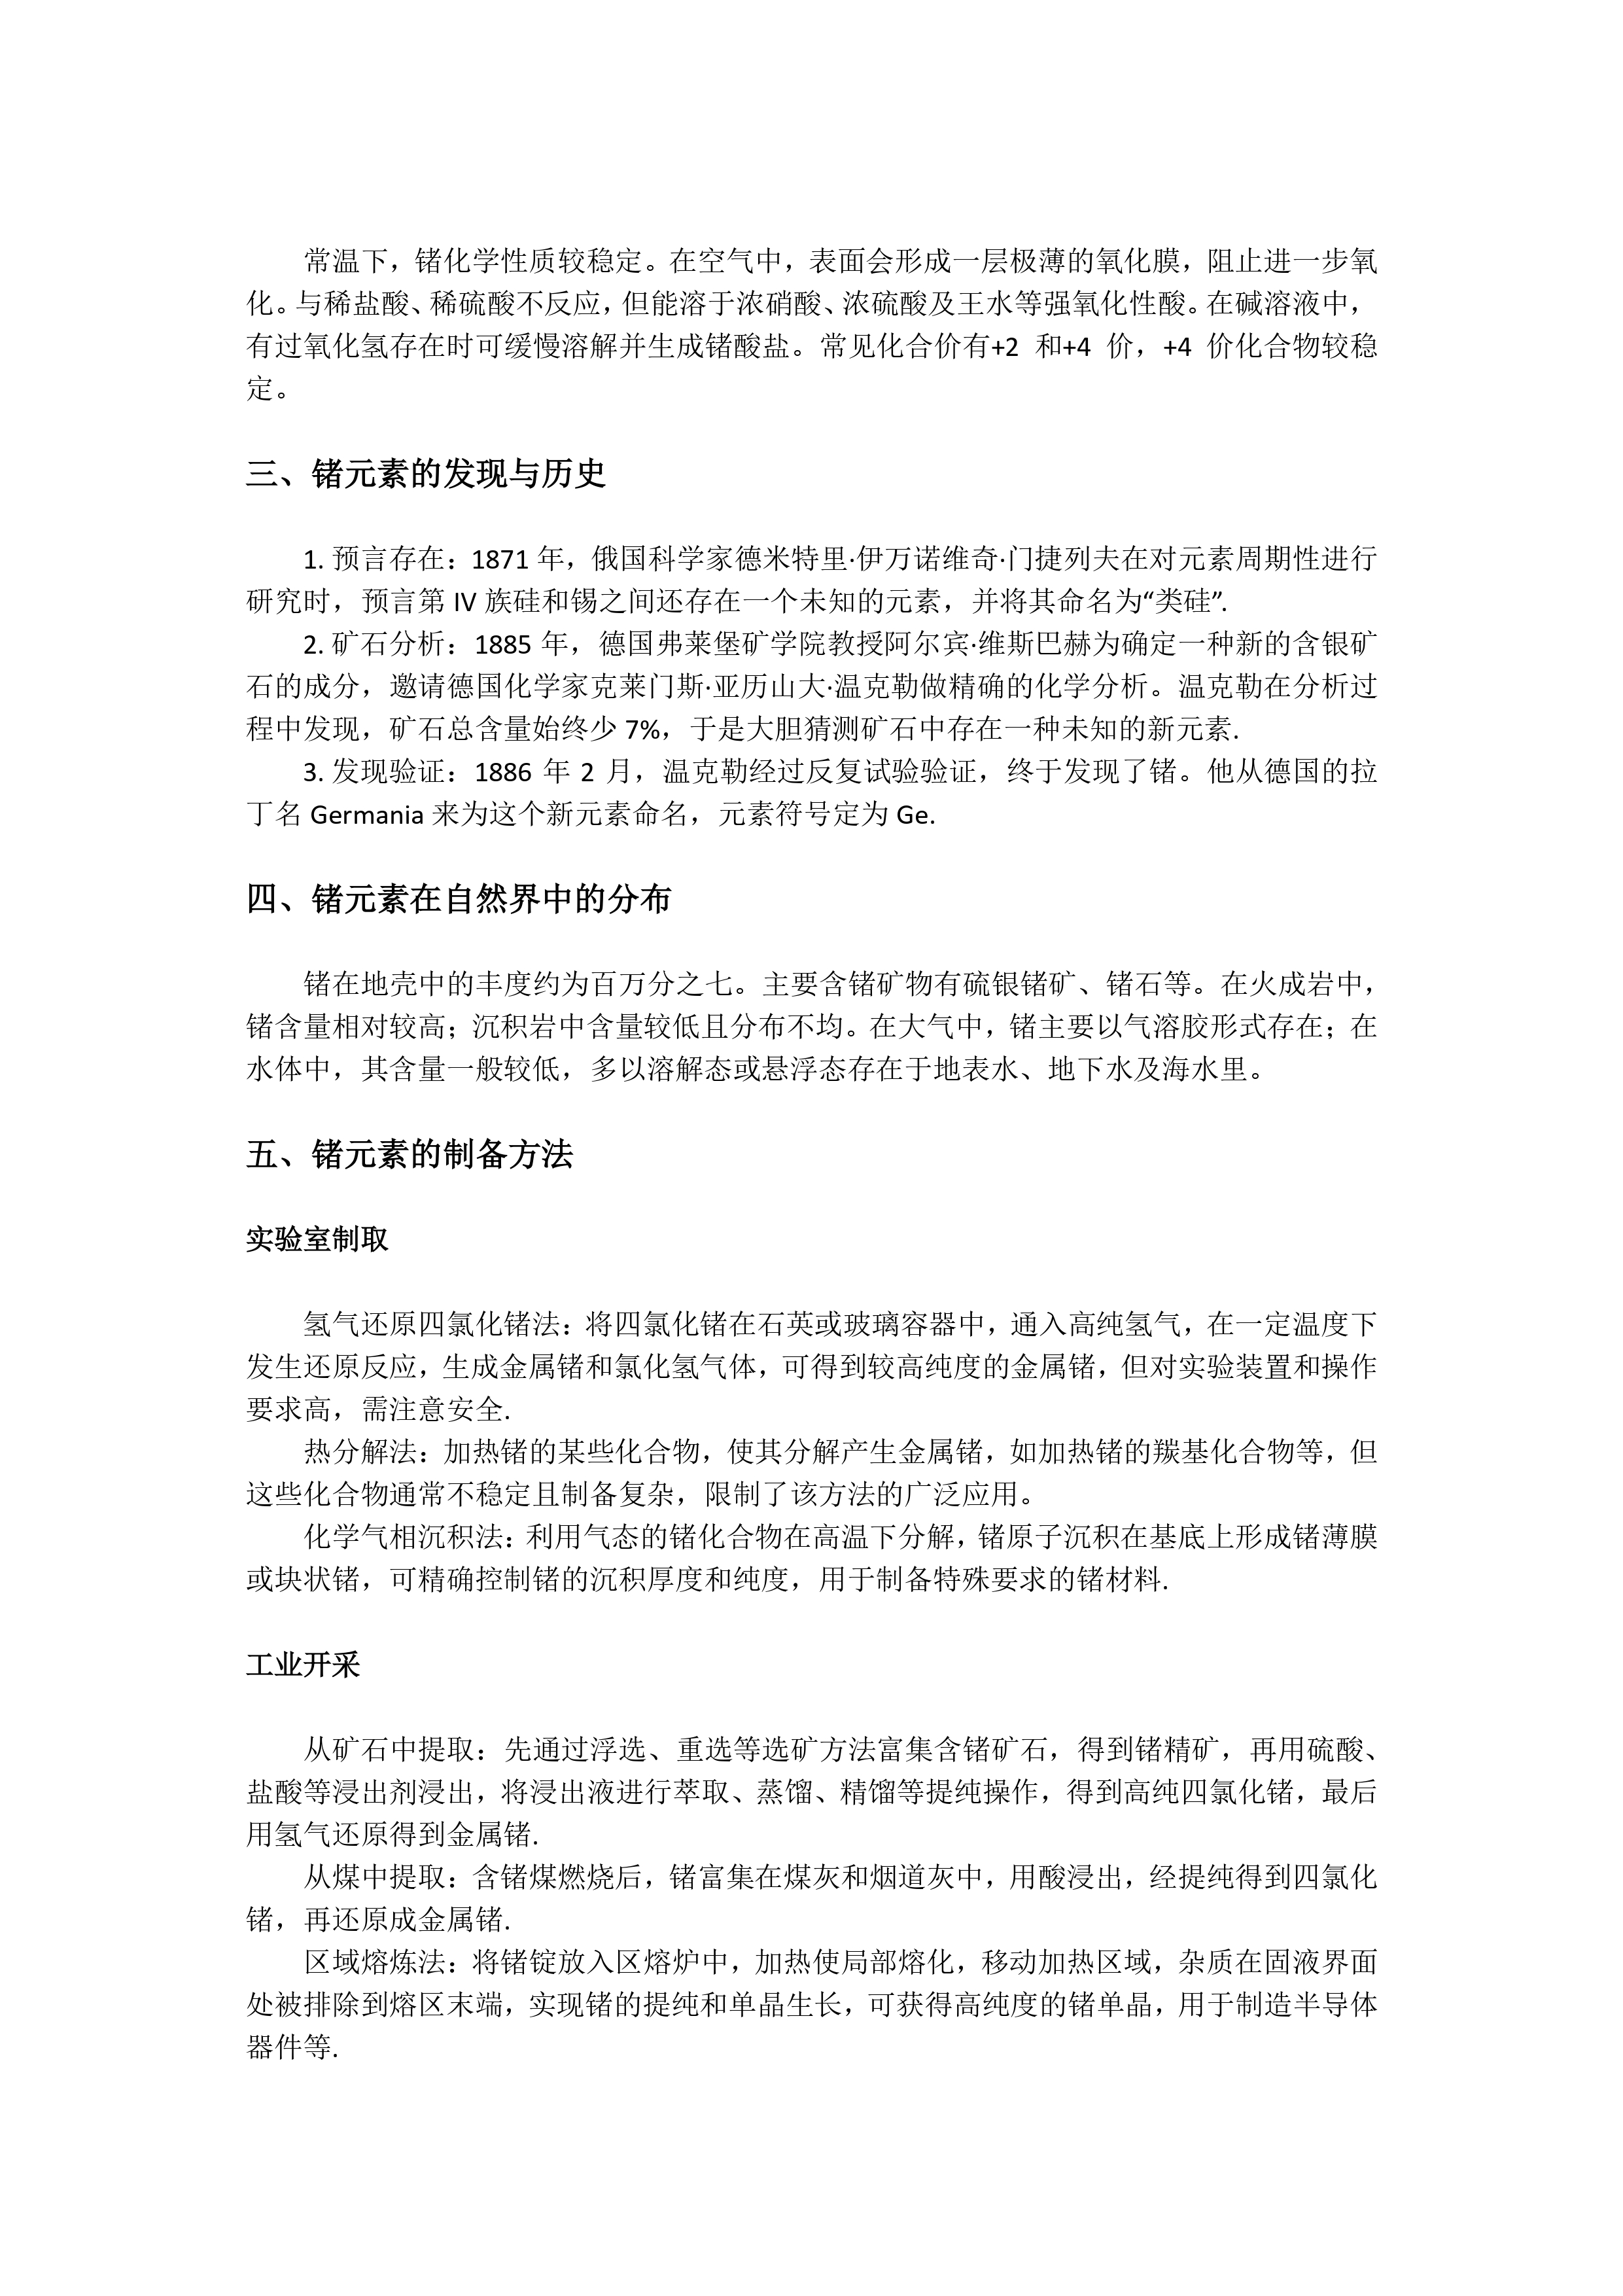 常温下，锗化学性质较稳定。在空气中，表面会形成一层极薄的氧化膜，阻止进一步氧
化。与稀盐酸、稀硫酸不反应，但能溶于浓硝酸、浓硫酸及王水等强氧化性酸。在碱溶液中，
有过氧化氢存在时可缓慢溶解并生成锗酸盐。常见化合价有+2 和+4 价，+4 价化合物较稳
定。
三、锗元素的发现与历史
1. 预言存在：1871 年，俄国科学家德米特里·伊万诺维奇·门捷列夫在对元素周期性进行
研究时，预言第 IV 族硅和锡之间还存在一个未知的元素，并将其命名为“类硅”.
2. 矿石分析：1885 年，德国弗莱堡矿学院教授阿尔宾·维斯巴赫为确定一种新的含银矿
石的成分，邀请德国化学家克莱门斯·亚历山大·温克勒做精确的化学分析。温克勒在分析过
程中发现，矿石总含量始终少 7%，于是大胆猜测矿石中存在一种未知的新元素.
3. 发现验证：1886 年 2 月，温克勒经过反复试验验证，终于发现了锗。他从德国的拉
丁名 Germania 来为这个新元素命名，元素符号定为 Ge.
四、锗元素在自然界中的分布
锗在地壳中的丰度约为百万分之七。主要含锗矿物有硫银锗矿、锗石等。在火成岩中，
锗含量相对较高；沉积岩中含量较低且分布不均。在大气中，锗主要以气溶胶形式存在；在
水体中，其含量一般较低，多以溶解态或悬浮态存在于地表水、地下水及海水里。
五、锗元素的制备方法
实验室制取
氢气还原四氯化锗法：将四氯化锗在石英或玻璃容器中，通入高纯氢气，在一定温度下
发生还原反应，生成金属锗和氯化氢气体，可得到较高纯度的金属锗，但对实验装置和操作
要求高，需注意安全.
热分解法：加热锗的某些化合物，使其分解产生金属锗，如加热锗的羰基化合物等，但
这些化合物通常不稳定且制备复杂，限制了该方法的广泛应用。
化学气相沉积法：利用气态的锗化合物在高温下分解，锗原子沉积在基底上形成锗薄膜
或块状锗，可精确控制锗的沉积厚度和纯度，用于制备特殊要求的锗材料.
工业开采
从矿石中提取：先通过浮选、重选等选矿方法富集含锗矿石，得到锗精矿，再用硫酸、
盐酸等浸出剂浸出，将浸出液进行萃取、蒸馏、精馏等提纯操作，得到高纯四氯化锗，最后
用氢气还原得到金属锗.
从煤中提取：含锗煤燃烧后，锗富集在煤灰和烟道灰中，用酸浸出，经提纯得到四氯化
锗，再还原成金属锗.
区域熔炼法：将锗锭放入区熔炉中，加热使局部熔化，移动加热区域，杂质在固液界面
处被排除到熔区末端，实现锗的提纯和单晶生长，可获得高纯度的锗单晶，用于制造半导体
器件等.